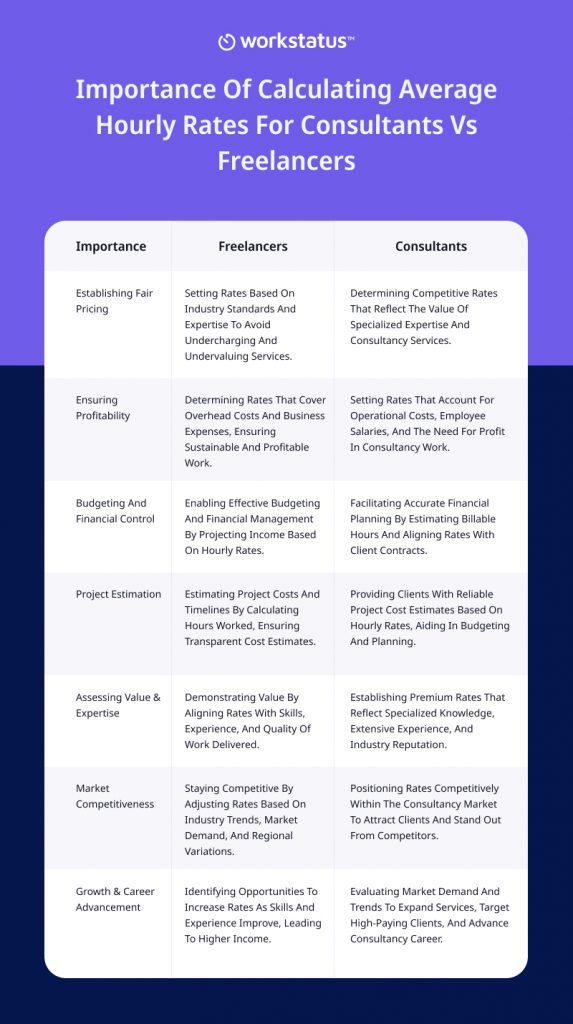 workstatus™
Importance Of Calculating Average
Hourly Rates For Consultants Vs
Freelancers
Importance
Freelancers
Consultants
Establishing Fair
Pricing
Setting Rates Based On
Industry Standards And
Expertise To Avoid
Undercharging And
Undervaluing Services.
Determining Competitive Rates
That Reflect The Value Of
Specialized Expertise And
Consultancy Services.
Ensuring
Profitability
Determining Rates That Cover
Overhead Costs And Business
Expenses, Ensuring
Sustainable And Profitable
Work.
Setting Rates That Account For
Operational Costs, Employee
Salaries, And The Need For Profit
In Consultancy Work.
Budgeting And
Financial Control
Enabling Effective Budgeting
And Financial Management
By Projecting Income Based
On Hourly Rates.
Facilitating Accurate Financial
Planning By Estimating Billable
Hours And Aligning Rates With
Client Contracts.
Project Estimation
Estimating Project Costs And
Timelines By Calculating
Hours Worked, Ensuring
Transparent Cost Estimates.
Providing Clients With Reliable
Project Cost Estimates Based On
Hourly Rates, Aiding In Budgeting
And Planning.
Assessing Value &
Expertise
Demonstrating Value By
Aligning Rates With Skills,
Experience, And Quality Of
Work Delivered.
Establishing Premium Rates That
Reflect Specialized Knowledge,
Extensive Experience, And
Industry Reputation.
Market
Competitiveness
Staying Competitive By
Adjusting Rates Based On
Industry Trends, Market
Demand, And Regional
Variations.
Positioning Rates Competitively
Within The Consultancy Market
To Attract Clients And Stand Out
From Competitors.
Growth & Career
Advancement
Identifying Opportunities To
Increase Rates As Skills And
Experience Improve, Leading
To Higher Income.
Evaluating Market Demand And
Trends To Expand Services, Target
High-Paying Clients, And Advance
Consultancy Career.